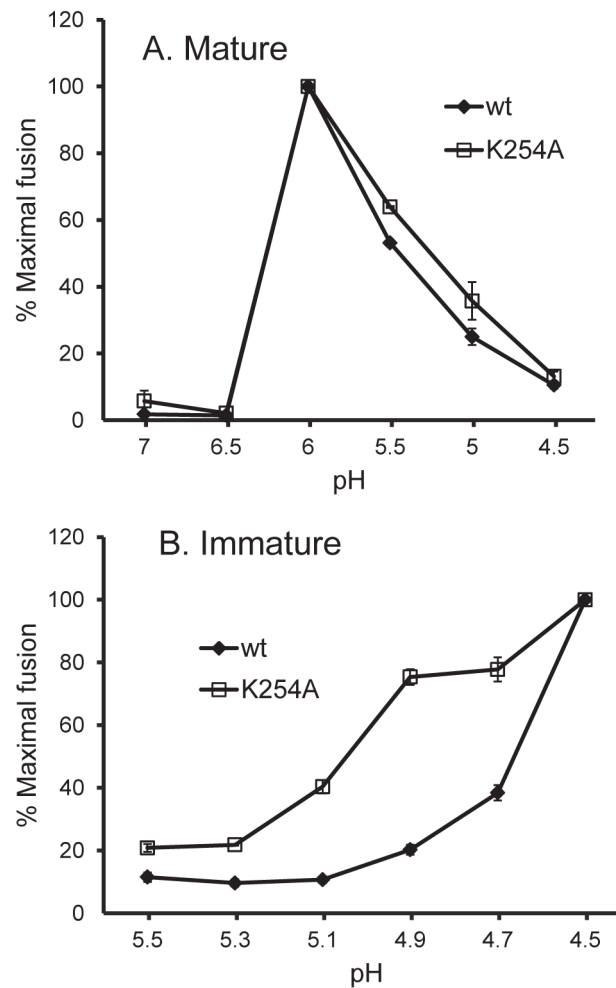 A. Mature
120
100
80
60
40
20
0
% Maximal fusion
wt
K254A
7 6.5 6 5.5 5 4.5
pH
B. Immature
120
100
80
60
40
20
0
% Maximal fusion
wt
K254A
5.5 5.3 5.1 4.9 4.7 4.5
pH